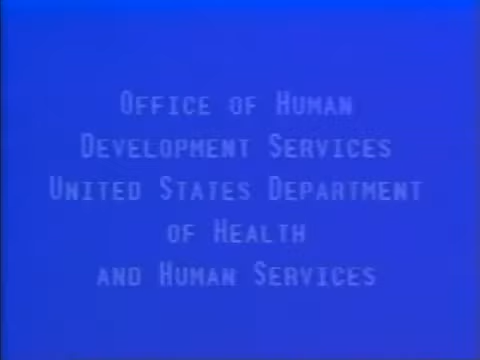 Office of Human
Development Services
United States Department
of Health
and Human Services